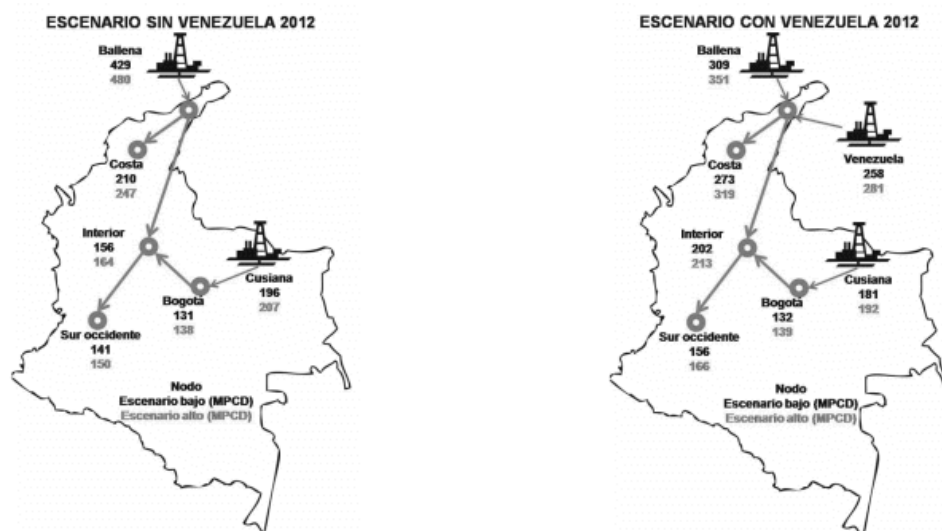 ESCENARIO SIN VENEZUELA 2012
Ballena
429
480
Costa
210
247
Interior
156
164
Cusiana
196
207
Bogotá
131
138
Sur occidente
141
150
Nodo
Escenario bajo (MPCD)
Escenario alto (MPCD)
ESCENARIO CON VENEZUELA 2012
Ballena
309
351
Venezuela
258
281
Costa
273
319
Interior
202
213
Cusiana
181
192
Bogotá
132
139
Sur occidente
156
166
Nodo
Escenario bajo (MPCD)
Escenario alto (MPCD)